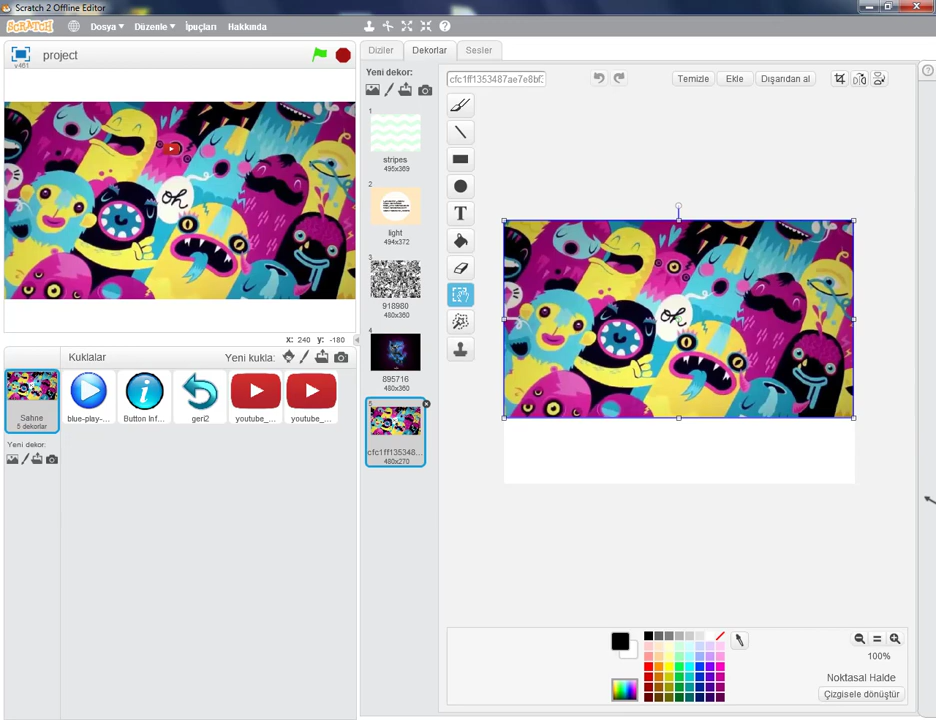 Scratch 2 Offline Editor
SCRATCH Dosya Düzenle İpuçları Hakkında
v461 project
Diziler Dekorlar Sesler
Yeni dekor:
1
stripes
495x369
2
light
494x372
3
918980
480x360
4
895716
480x360
5
cfc1ff135348...
480x270
cfc1ff1353487ae7e8bf:
Temizle Ekle Dışarıdan al
T
oh
oh
x: 240 y: -180
Kuklalar Yeni kukla:
Sahne
5 dekorlar
Yeni dekor:
blue-play-... Button Inf... geri2 youtube_... youtube_...
100%
Noktasal Halde
Çizgisele dönüştür